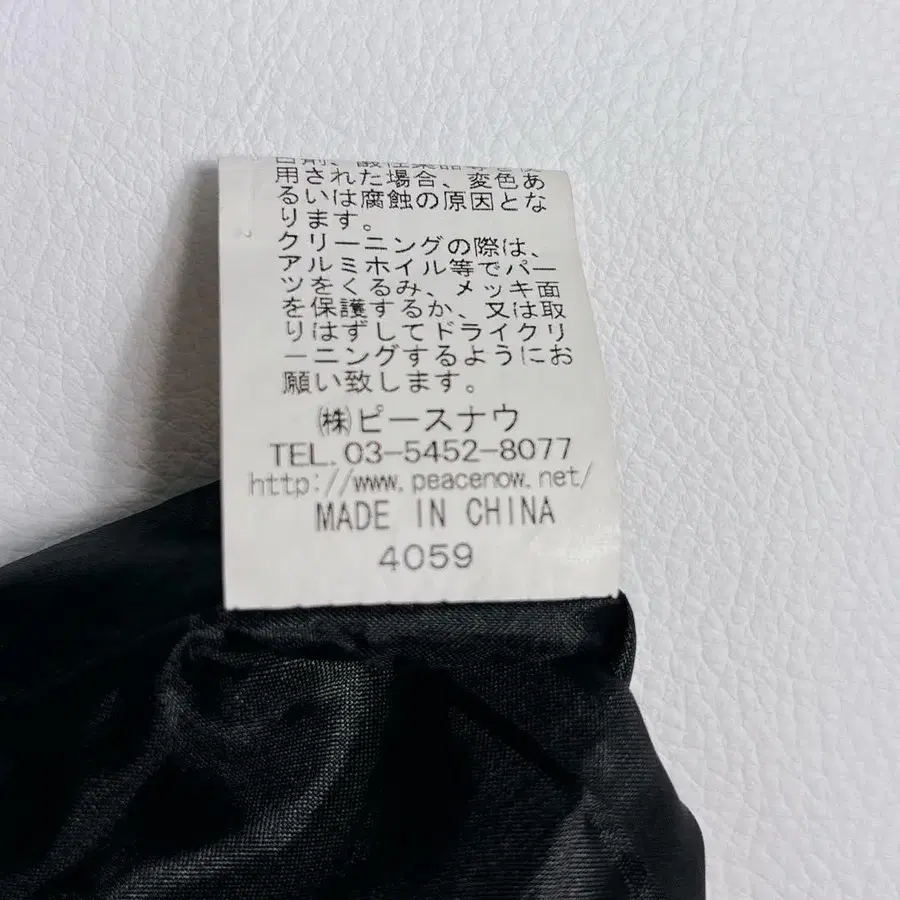 用された場合、変色あ
るいは腐蝕の原因とな
ります。
クリーニングの際は、
アルミホイル等でパー
ツをくるみ、メッキ面
を保護するか、又は取
りはずしてドライクリ
ーニングするようにお
願い致します。
㈱ピースナウ
TEL.03-5452-8077
http://www.peacenow.net/
MADE IN CHINA
4059